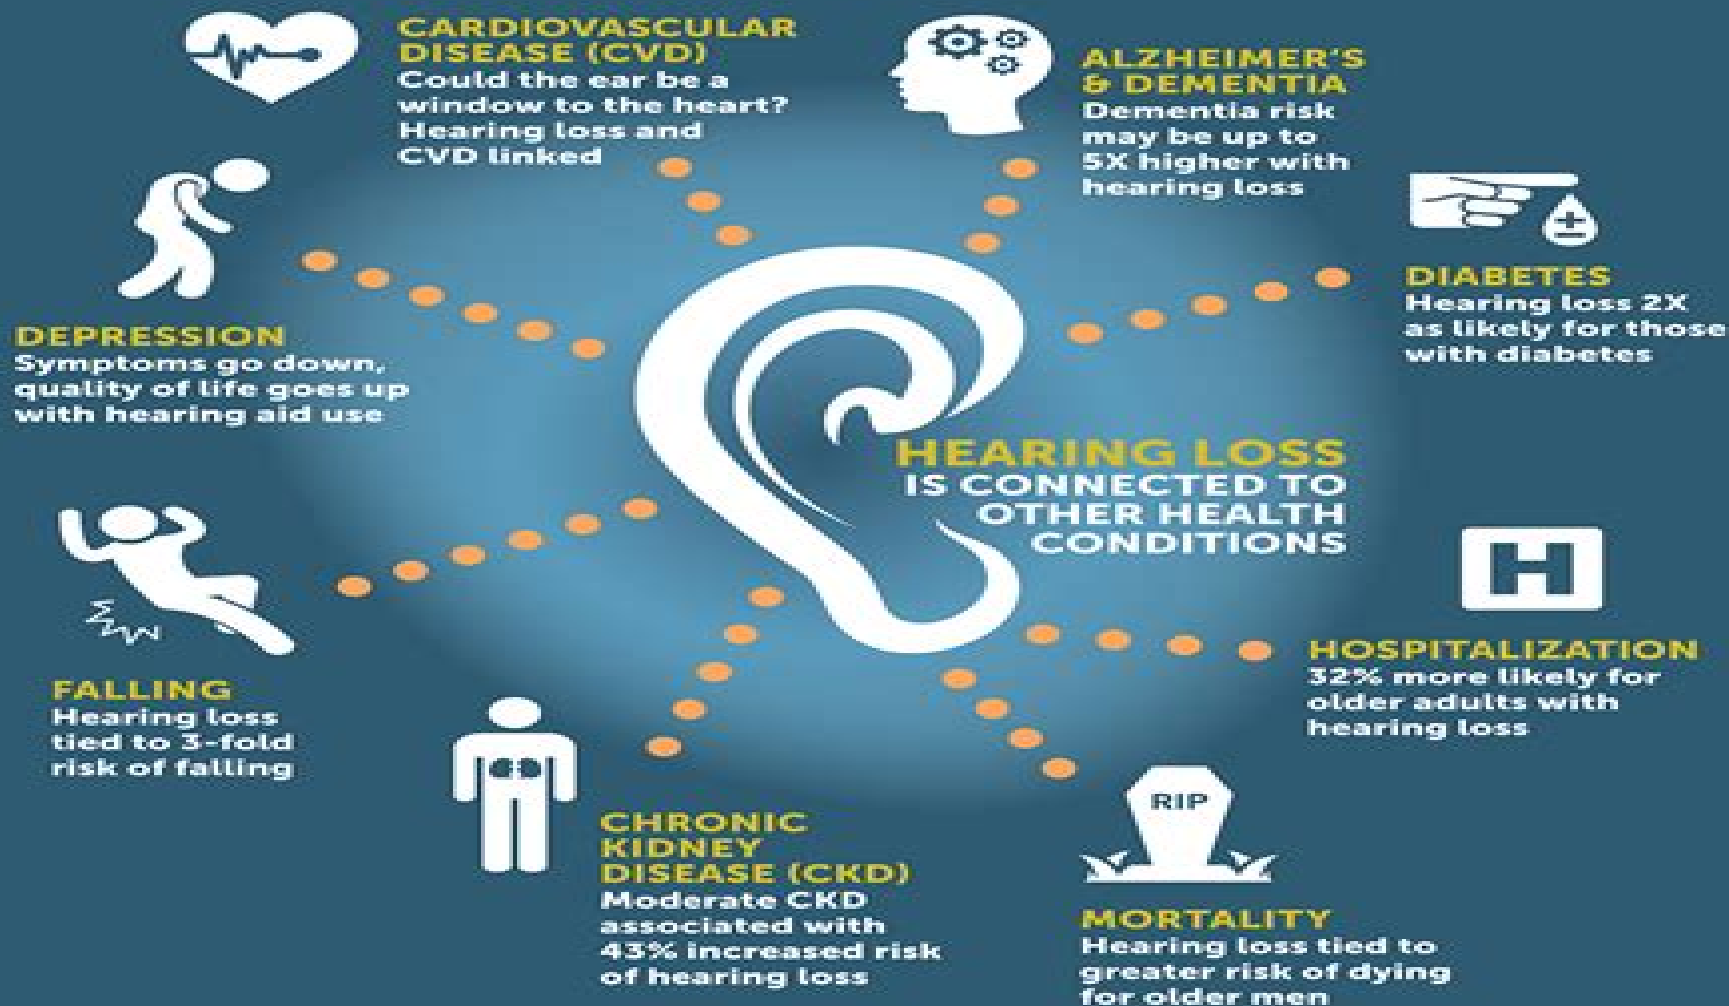 CARDIOVASCULAR
DISEASE (CVD)
Could the ear be a
window to the heart?
Hearing loss and
CVD linked
ALZHEIMER'S
& DEMENTIA
Dementia risk
may be up to
5X higher with
hearing loss
DIABETES
Hearing loss 2X
as likely for those
with diabetes
DEPRESSION
Symptoms go down,
quality of life goes up
with hearing aid use
HEARING LOSS
IS CONNECTED TO
OTHER HEALTH
CONDITIONS
H
HOSPITALIZATION
32% more likely for
older adults with
hearing loss
FALLING
Hearing loss
tied to 3-fold
risk of falling
CHRONIC
KIDNEY
DISEASE (CKD)
Moderate CKD
associated with
43% increased risk
of hearing loss
RIP
MORTALITY
Hearing loss tied to
greater risk of dying
for older men